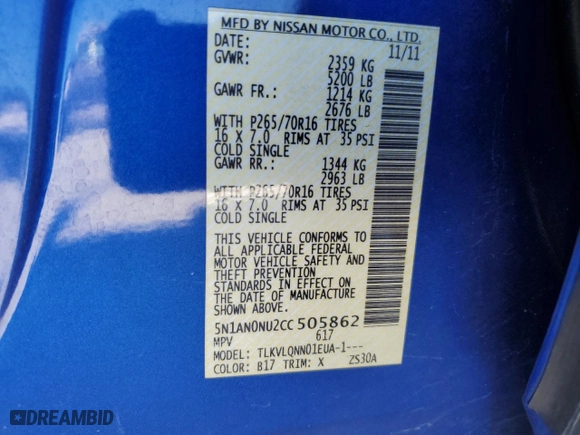 MFD BY NISSAN MOTOR CO., LTD.
DATE: 11/11
GVWR: 2359 KG
5200 LB
GAWR FR.: 1214 KG
2676 LB
WITH P265/70R16 TIRES
16 X 7.0 RIMS AT 35 PSI
COLD SINGLE
GAWR RR.: 1344 KG
2963 LB
WITH P265/70R16 TIRES
16 X 7.0 RIMS AT 35 PSI
COLD SINGLE
THIS VEHICLE CONFORMS TO
ALL APPLICABLE FEDERAL
MOTOR VEHICLE SAFETY AND
THEFT PREVENTION
STANDARDS IN EFFECT ON
THE DATE OF MANUFACTURE
SHOWN ABOVE.
5N1AN0NU2CC505862
MPV 617
MODEL: TLKVLQNN01EUA-1---
COLOR: B17 TRIM: X ZS30A
DREAMBID